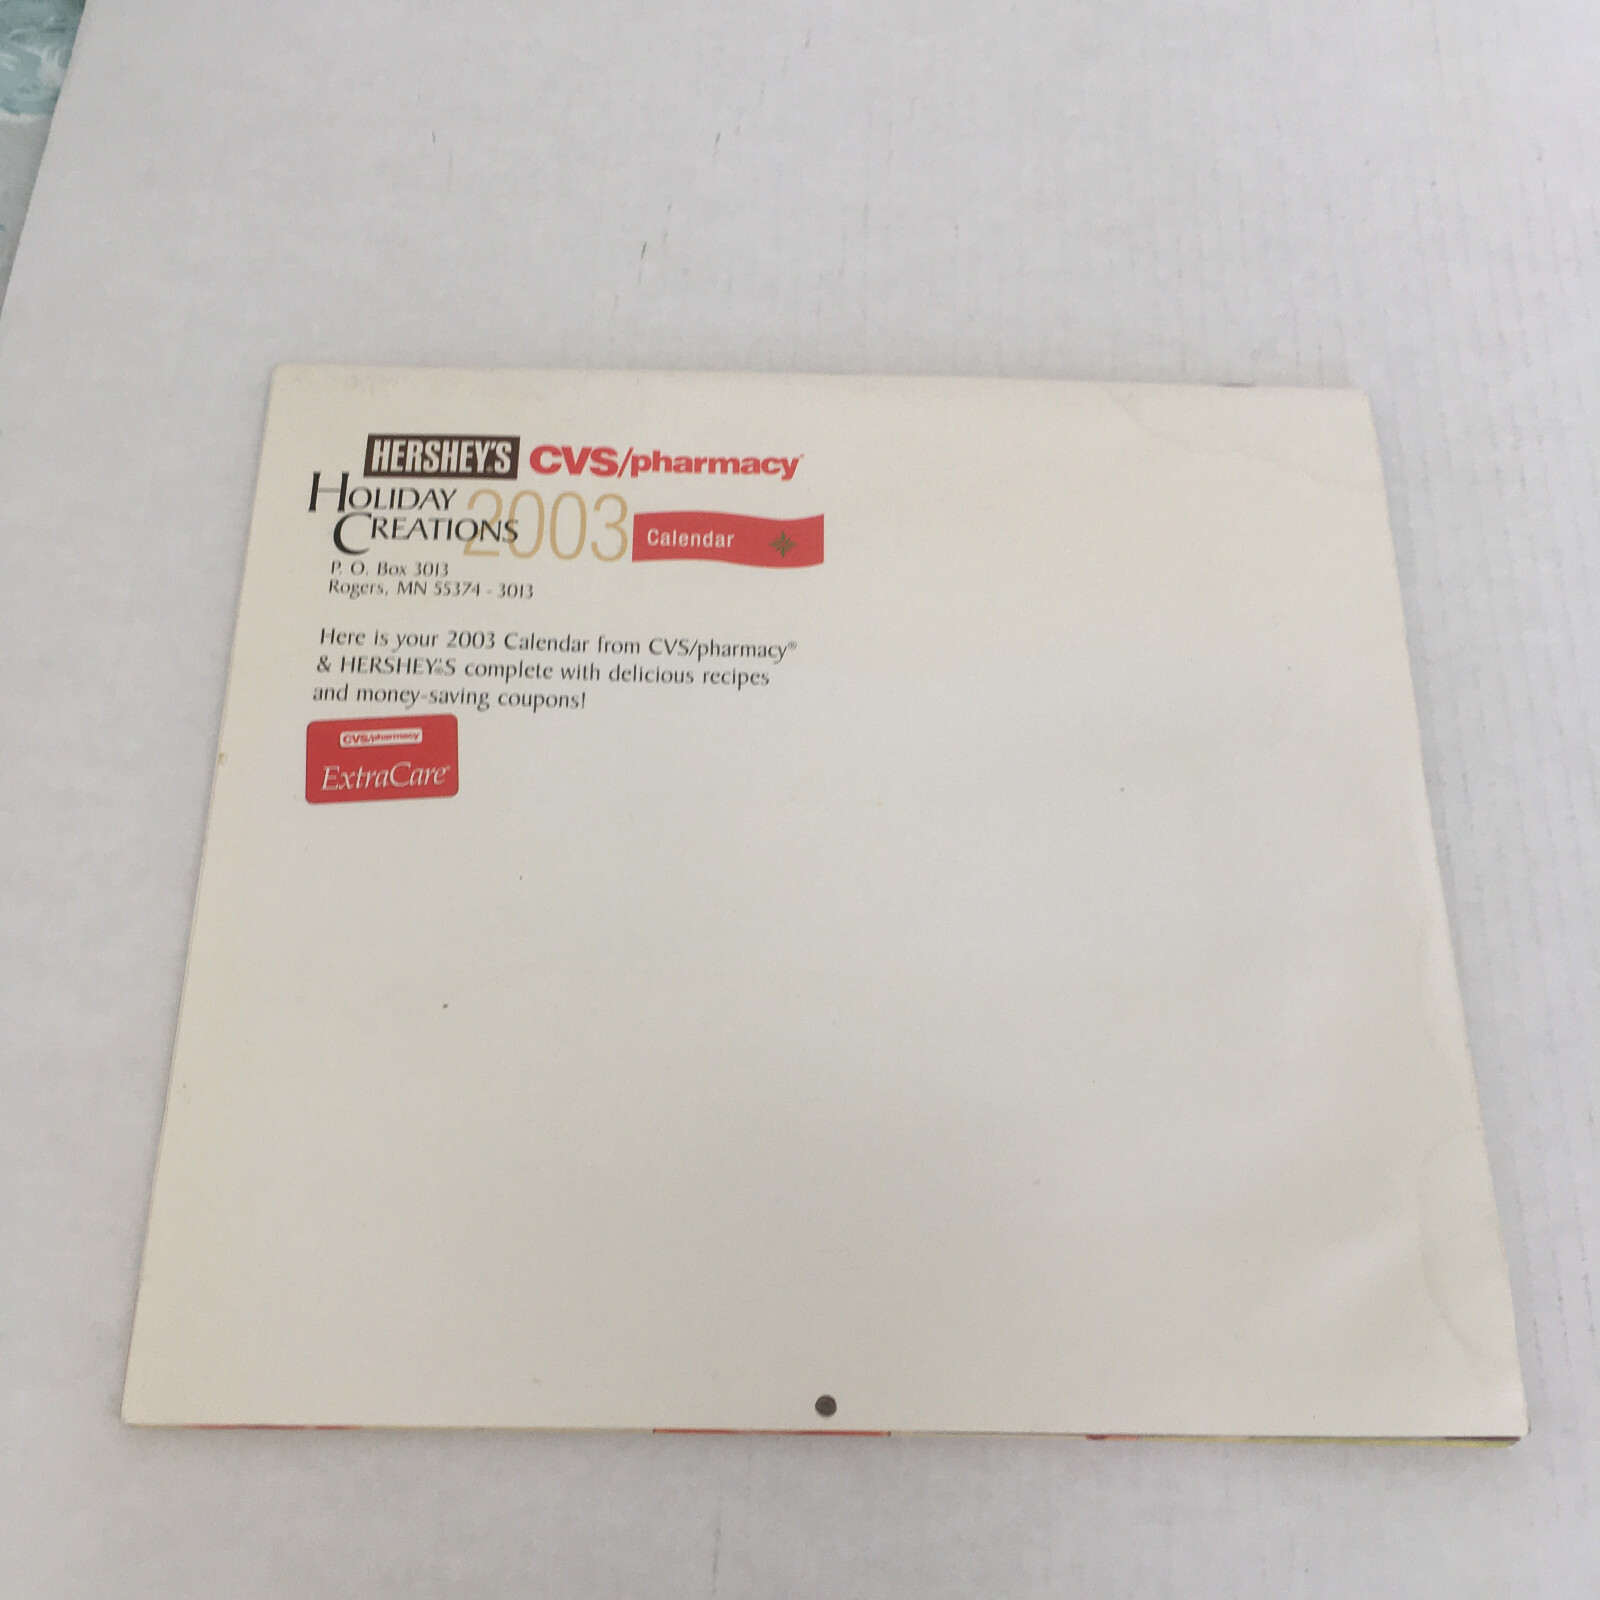 HERSHEY'S CVS/pharmacy
HOLIDAY
CREATIONS 2003 Calendar
P. O. Box 3013
Rogers, MN 55374 - 3013
Here is your 2003 Calendar from CVS/pharmacy®
& HERSHEY'S complete with delicious recipes
and money-saving coupons!
CVS/pharmacy
ExtraCare